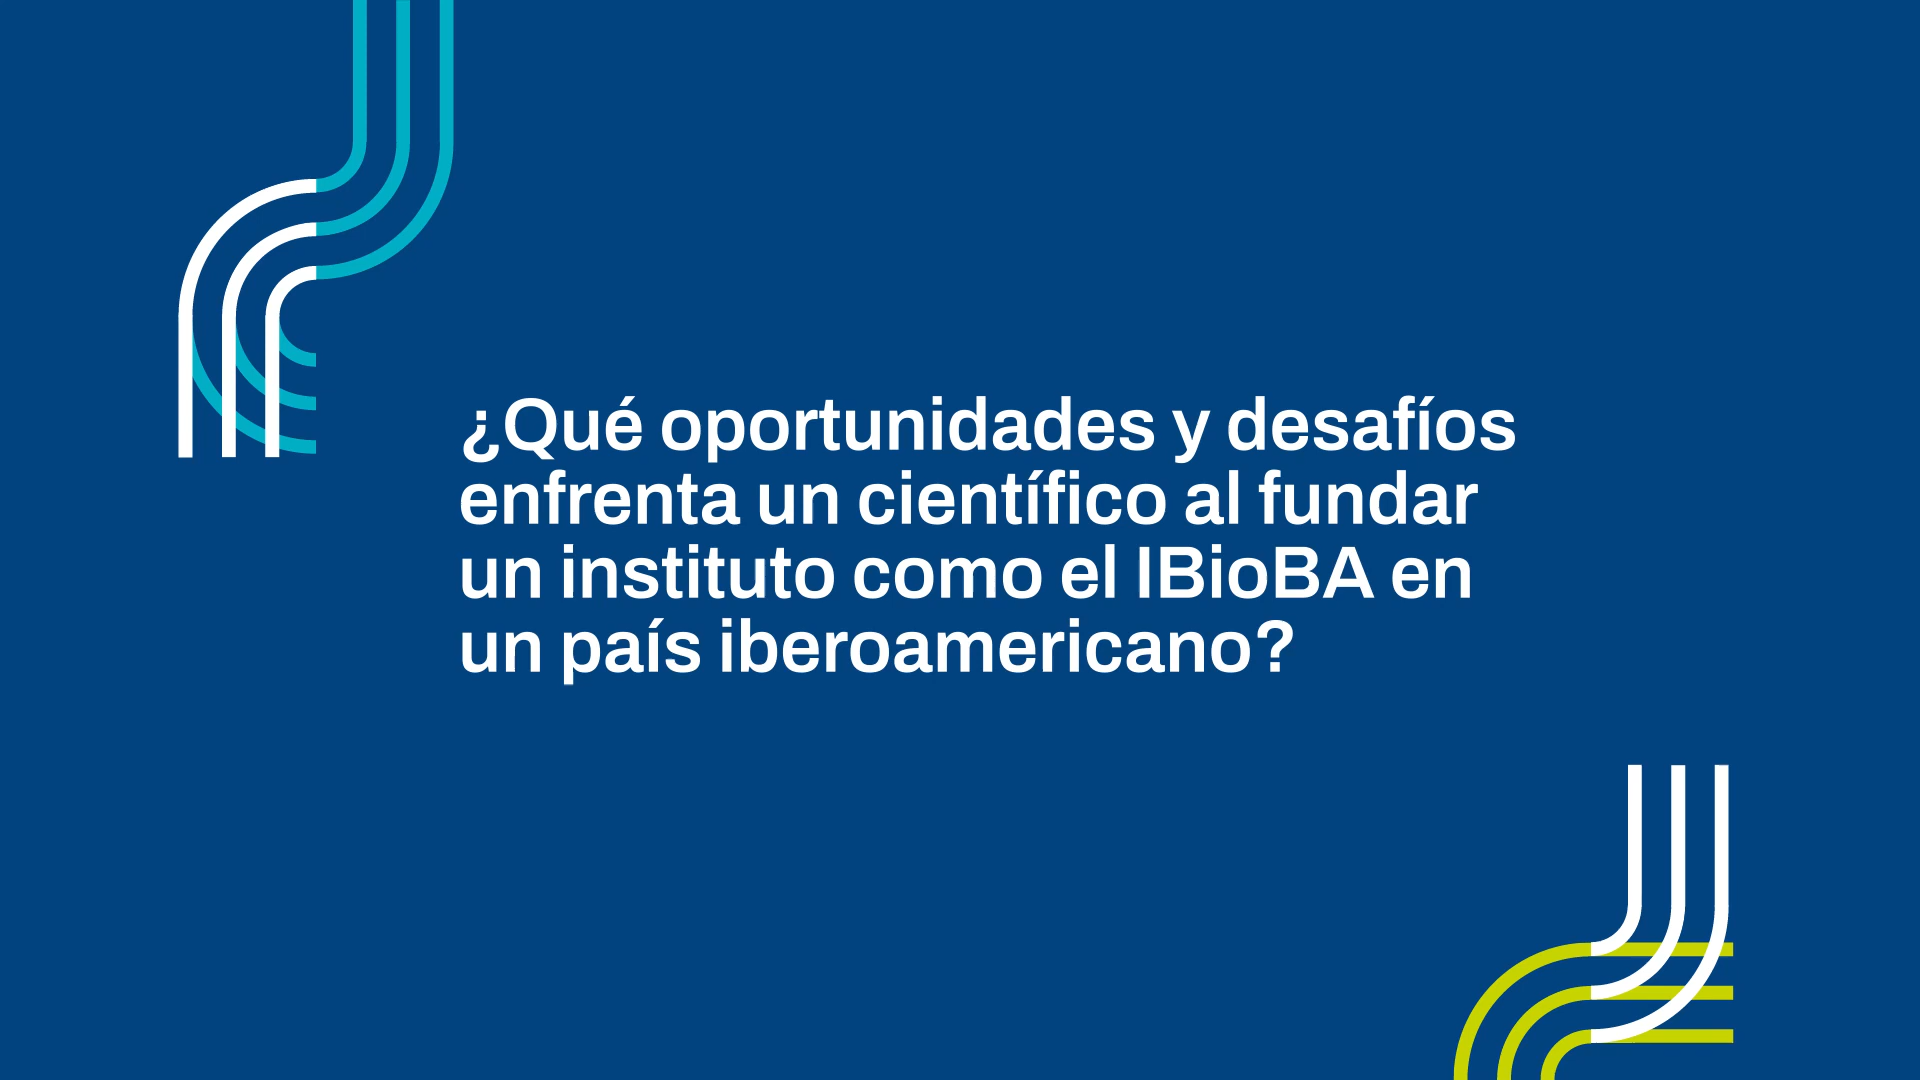 ¿Qué oportunidades y desafíos
enfrenta un científico al fundar
un instituto como el IBioBA en
un país iberoamericano?